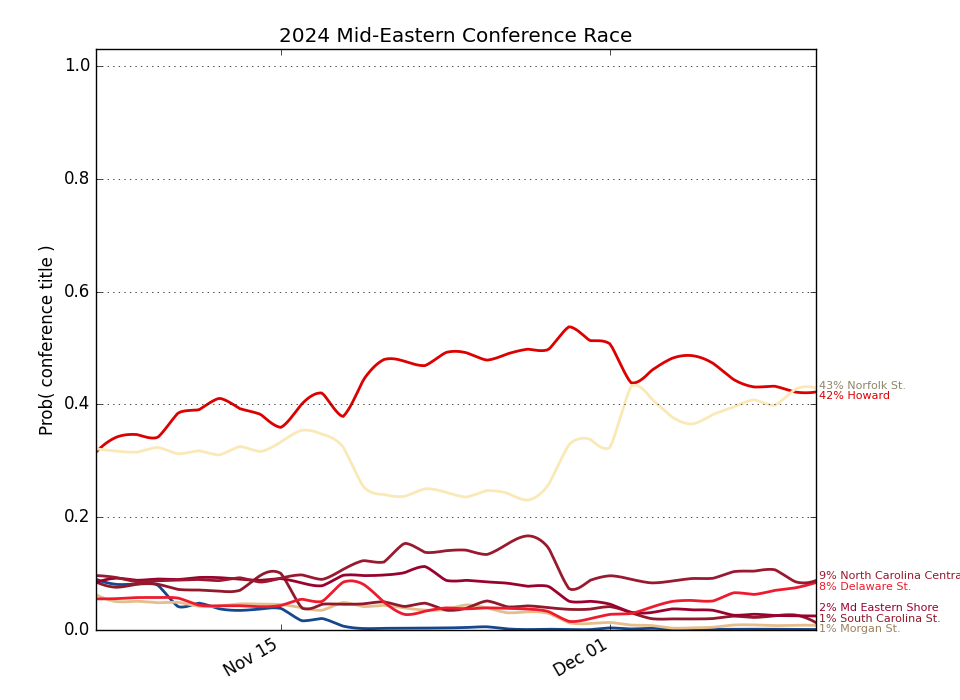 2024 Mid-Eastern Conference Race
Prob( conference title )
1.0
0.8
0.6
0.4
0.2
0.0
Nov 15
Dec 01
43% Norfolk St.
42% Howard
9% North Carolina Centra
8% Delaware St.
2% Md Eastern Shore
1% South Carolina St.
1% Morgan St.